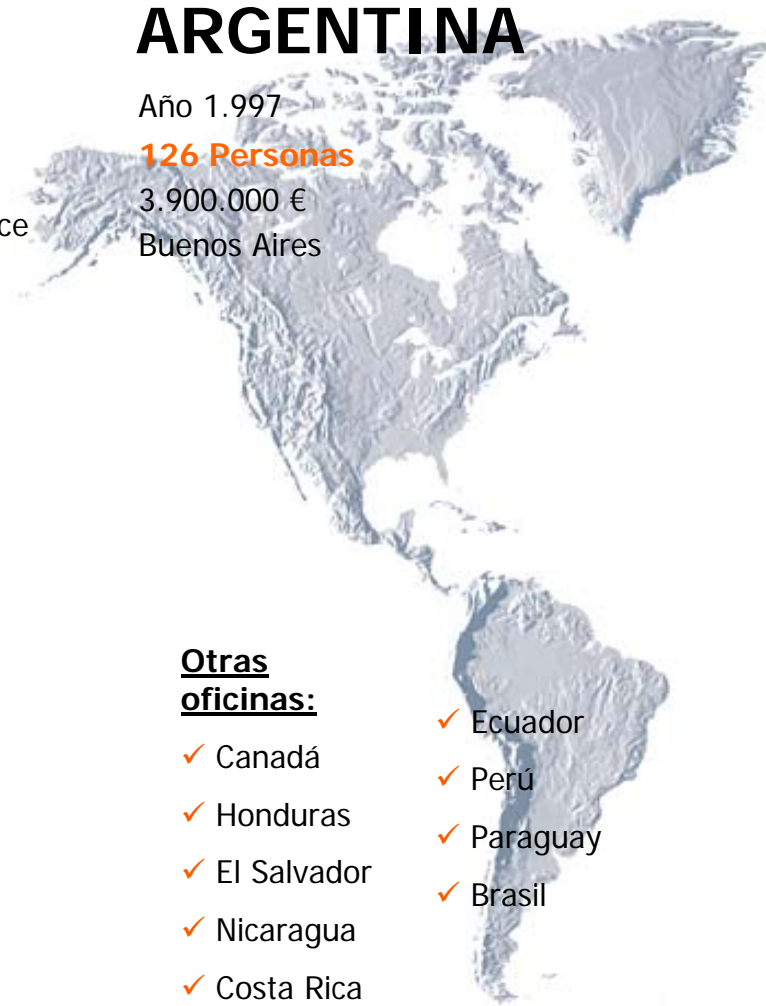 ARGENTINA
Año 1.997
126 Personas
3.900.000 €
ce
Buenos Aires
Otras
oficinas:
✓ Canadá
✓ Honduras
✓ El Salvador
✓ Nicaragua
✓ Costa Rica
✓ Ecuador
✓ Perú
✓ Paraguay
✓ Brasil